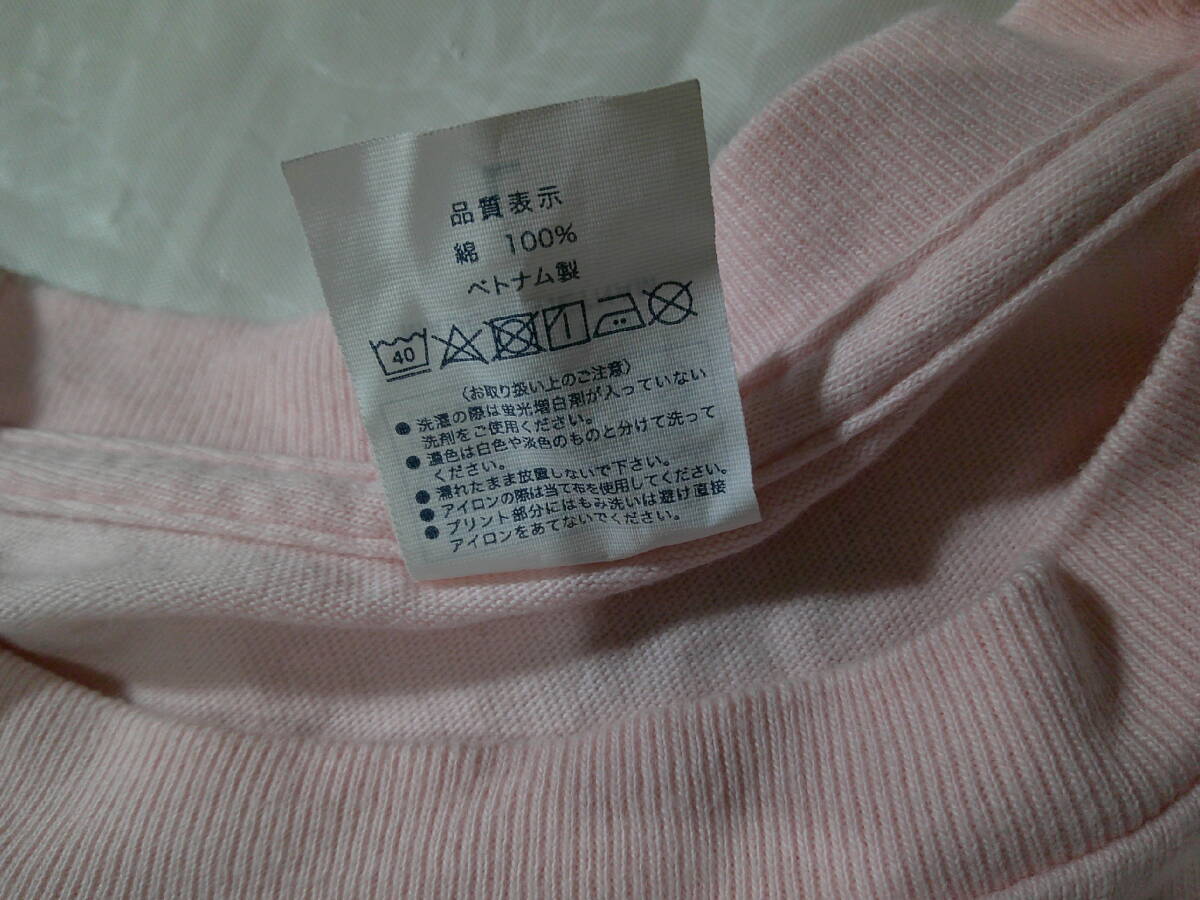 品質表示
綿 100%
ベトナム製
40
〈お取り扱い上のご注意〉
●洗濯の際は蛍光増白剤が入っていない
洗剤をご使用ください。
●濃色は白色や淡色のものと分けて洗って
ください。
●濡れたまま放置しないで下さい。
●アイロンの際は当て布を使用してください。
●プリント部分にはもみ洗いは避け直接
アイロンをあてないでください。